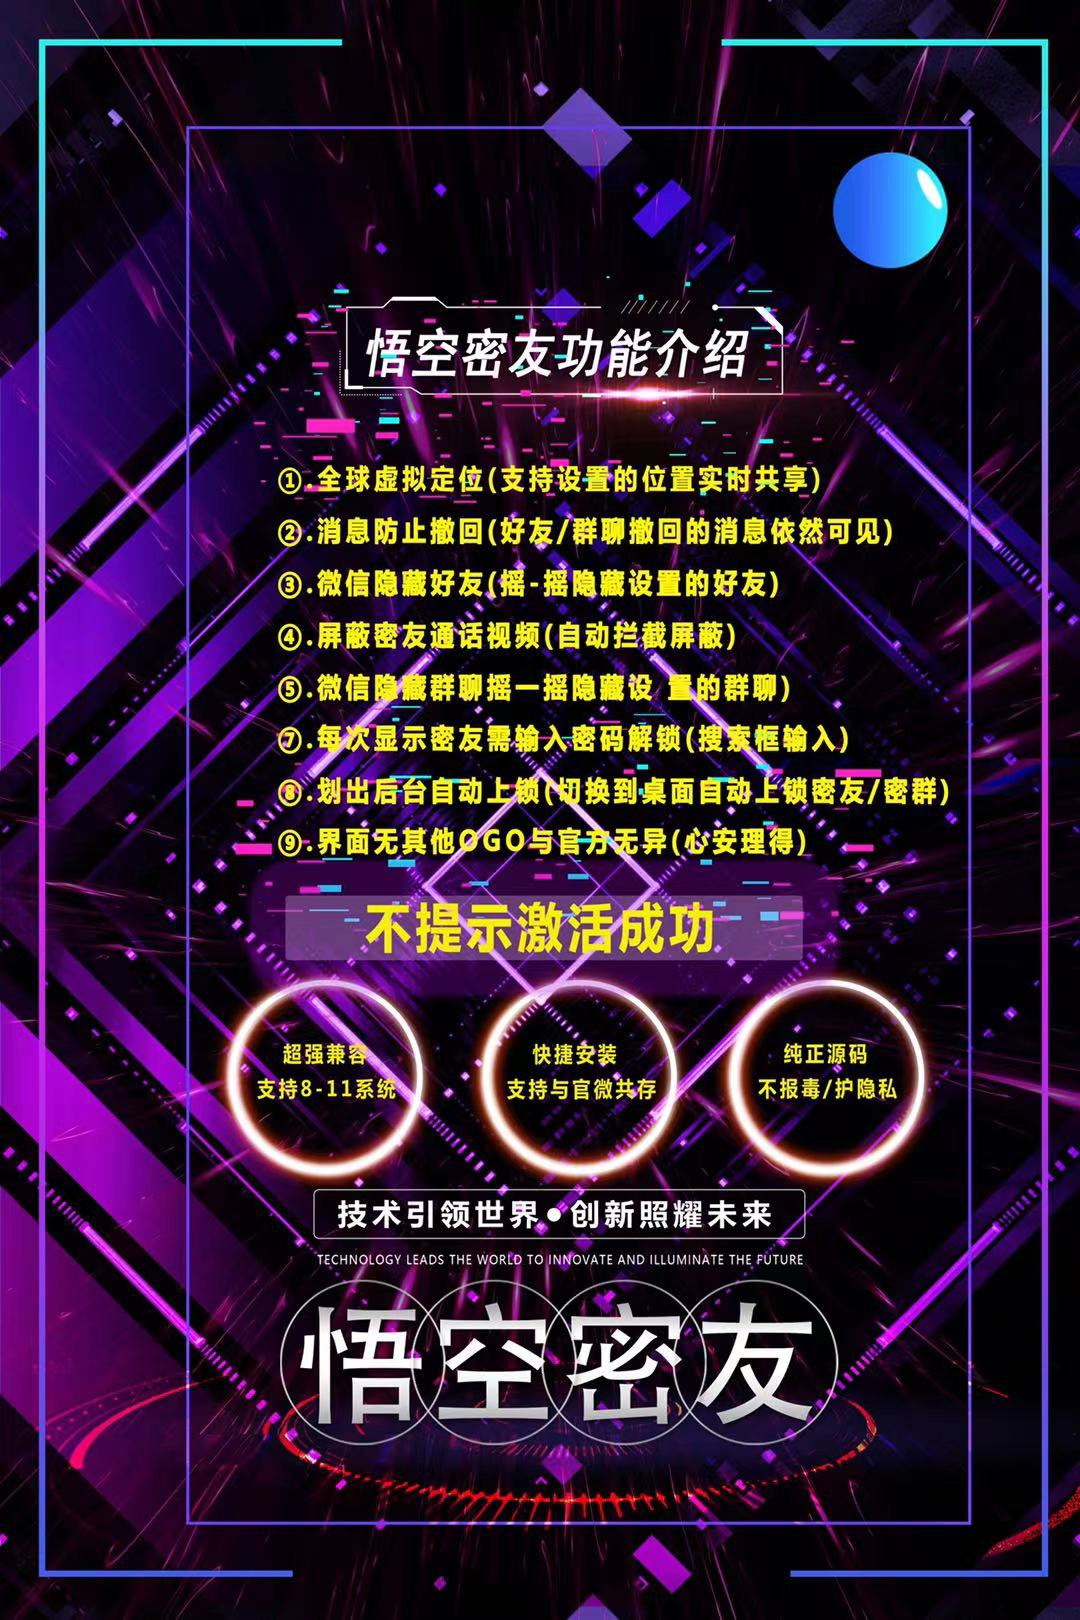 悟空密友功能介绍
①.全球虚拟定位(支持设置的位置实时共享)
②.消息防止撤回(好友/群聊撤回的消息依然可见)
③.微信隐藏好友(摇-摇隐藏设置的好友)
④.屏蔽密友通话视频(自动拦截屏蔽)
⑤.微信隐藏群聊摇一摇隐藏设 置的群聊)
⑦.每次显示密友需输入密码解锁(搜索框输入)
⑧.划出后台自动上锁(切换到桌面自动上锁密友/密群)
⑨.界面无其他OGO与官方无异(心安理得)
不提示激活成功
超强兼容
支持8-11系统
快捷安装
支持与官微共存
纯正源码
不报毒/护隐私
技术引领世界●创新照耀未来
TECHNOLOGY LEADS THE WORLD TO INNOVATE AND ILLUMINATE THE FUTURE
悟空密友